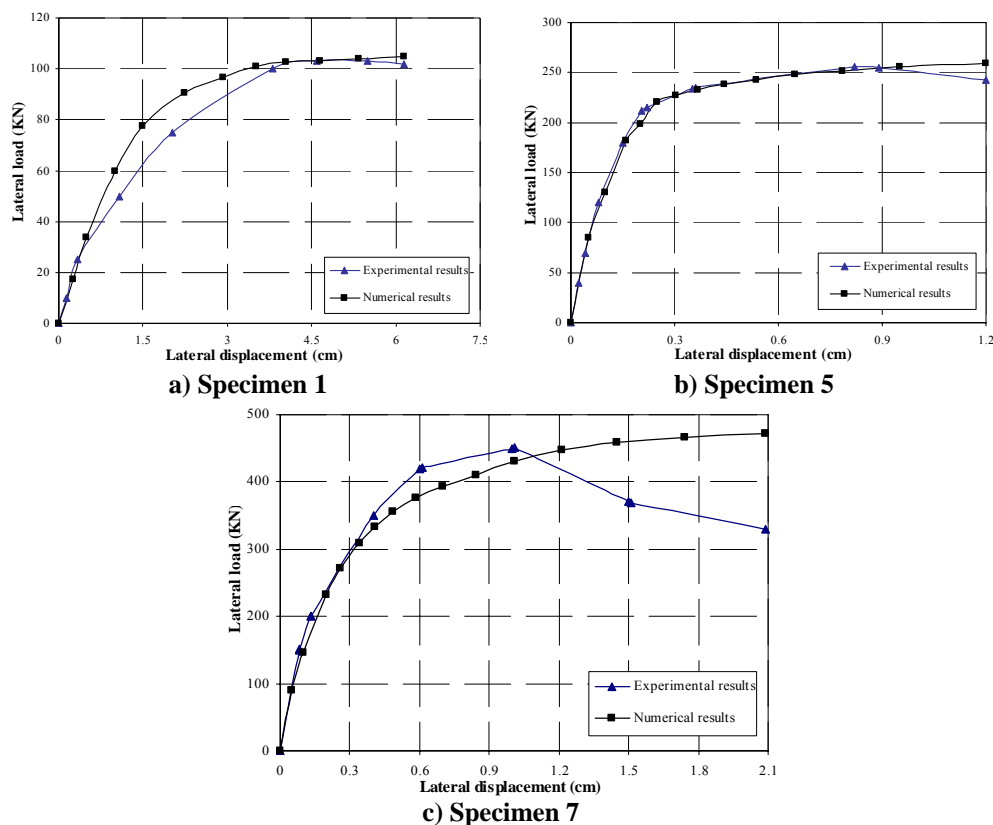 120
100
80
60
40
20
0
Lateral load (KN)
0 1.5 3 4.5 6 7.5
Lateral displacement (cm)
Experimental results
Numerical results
a) Specimen 1
300
250
200
150
100
50
0
Lateral load (KN)
0 0.3 0.6 0.9 1.2
Lateral displacement (cm)
Experimental results
Numerical results
b) Specimen 5
500
400
300
200
100
0
Lateral load (KN)
0 0.3 0.6 0.9 1.2 1.5 1.8 2.1
Lateral displacement (cm)
Experimental results
Numerical results
c) Specimen 7